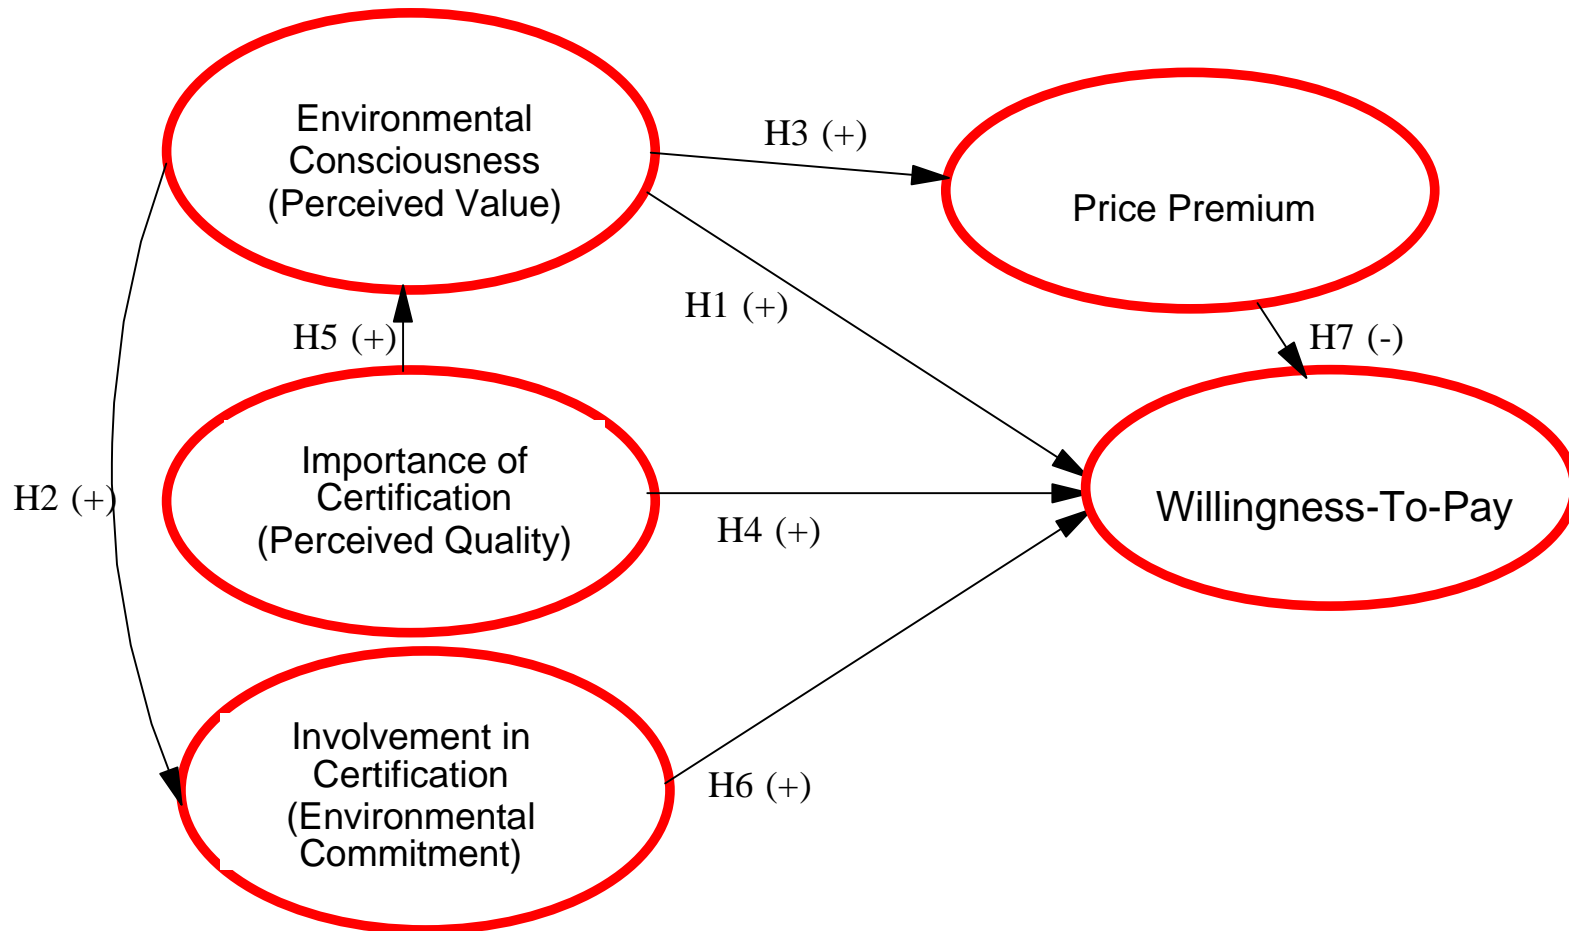 Environmental
Consciousness
(Perceived Value)
H3 (+)
Price Premium
H1 (+)
H5 (+)
H7 (-)
Importance of
Certification
(Perceived Quality)
H2 (+)
H4 (+)
Willingness-To-Pay
Involvement in
Certification
(Environmental
Commitment)
H6 (+)